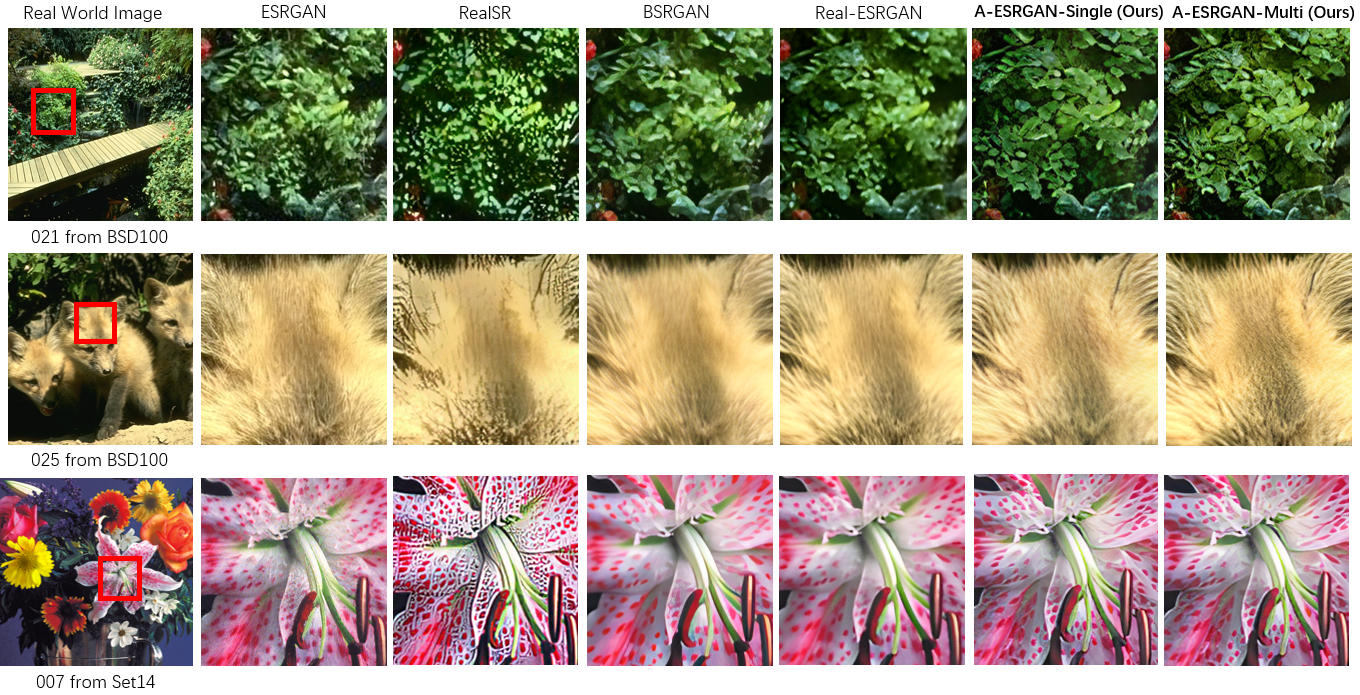 Real World Image ESRGAN RealSR BSRGAN Real-ESRGAN A-ESRGAN-Single (Ours) A-ESRGAN-Multi (Ours)
021 from BSD100
025 from BSD100
007 from Set14